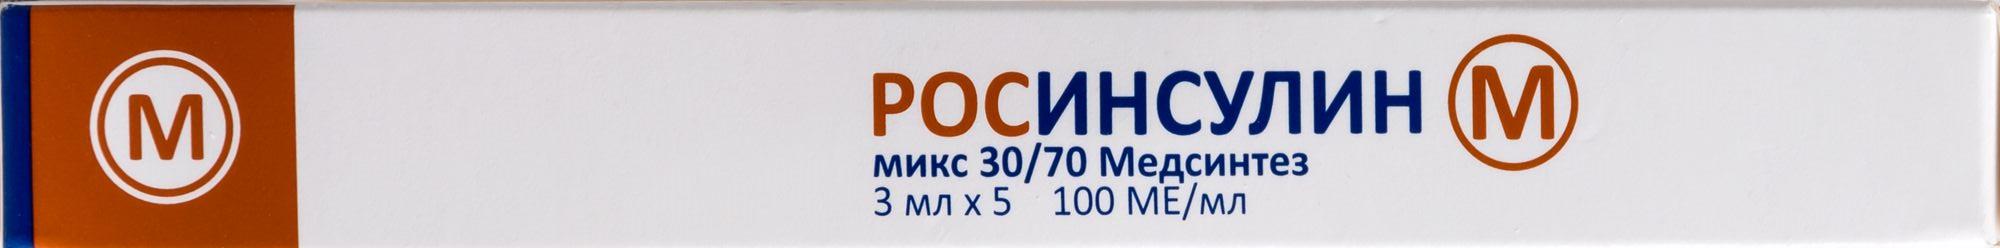 М
РОСИНСУЛИН М
микс 30/70 Медсинтез
3 мл х 5 100 МЕ/мл